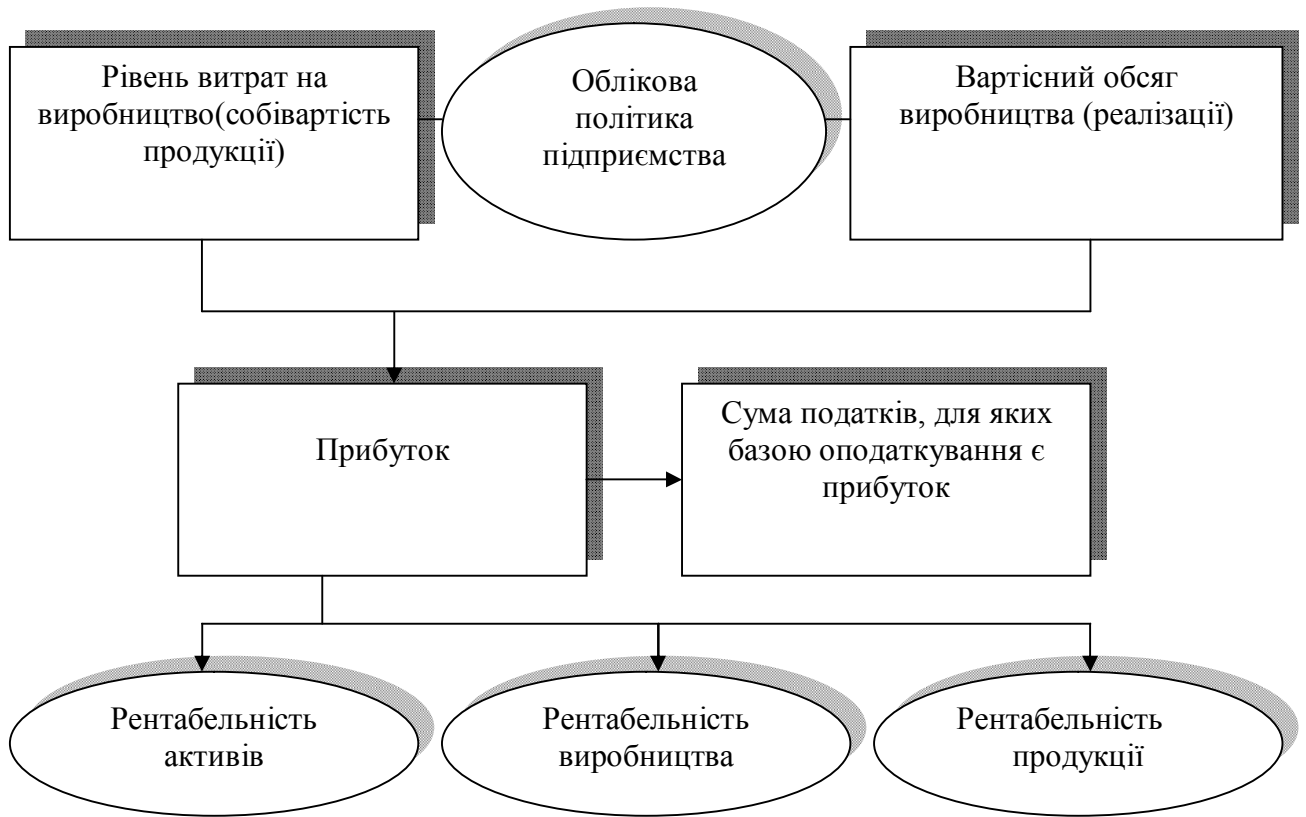 Рівень витрат на
виробництво(собівартість
продукції)
Облікова
політика
підприємства
Вартісний обсяг
виробництва (реалізації)
Прибуток
Сума податків, для яких
базою оподаткування є
прибуток
Рентабельність
активів
Рентабельність
виробництва
Рентабельність
продукції